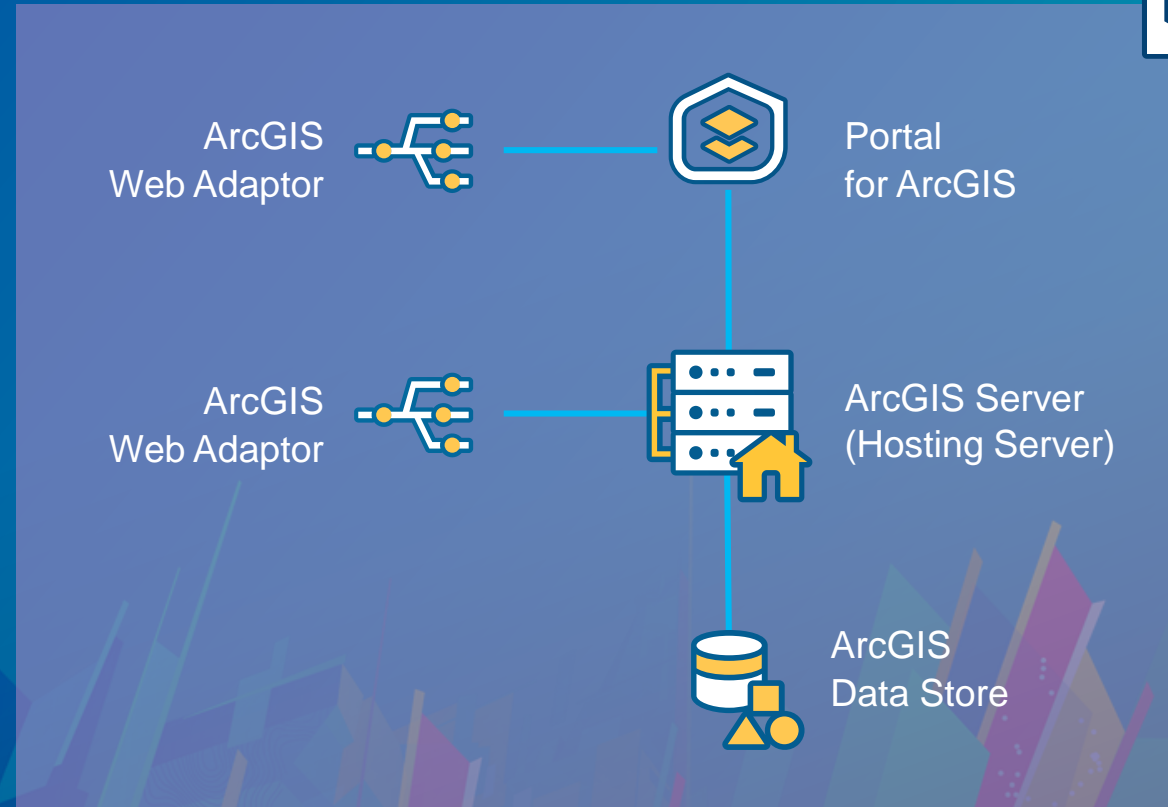 ArcGIS
Web Adaptor
Portal
for ArcGIS
ArcGIS
Web Adaptor
ArcGIS Server
(Hosting Server)
ArcGIS
Data Store